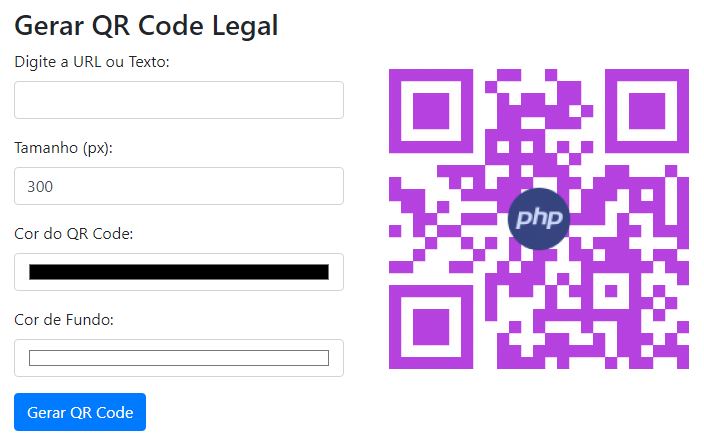 Gerar QR Code Legal
Digite a URL ou Texto:
Tamanho (px):
300
Cor do QR Code:
Cor de Fundo:
Gerar QR Code
php